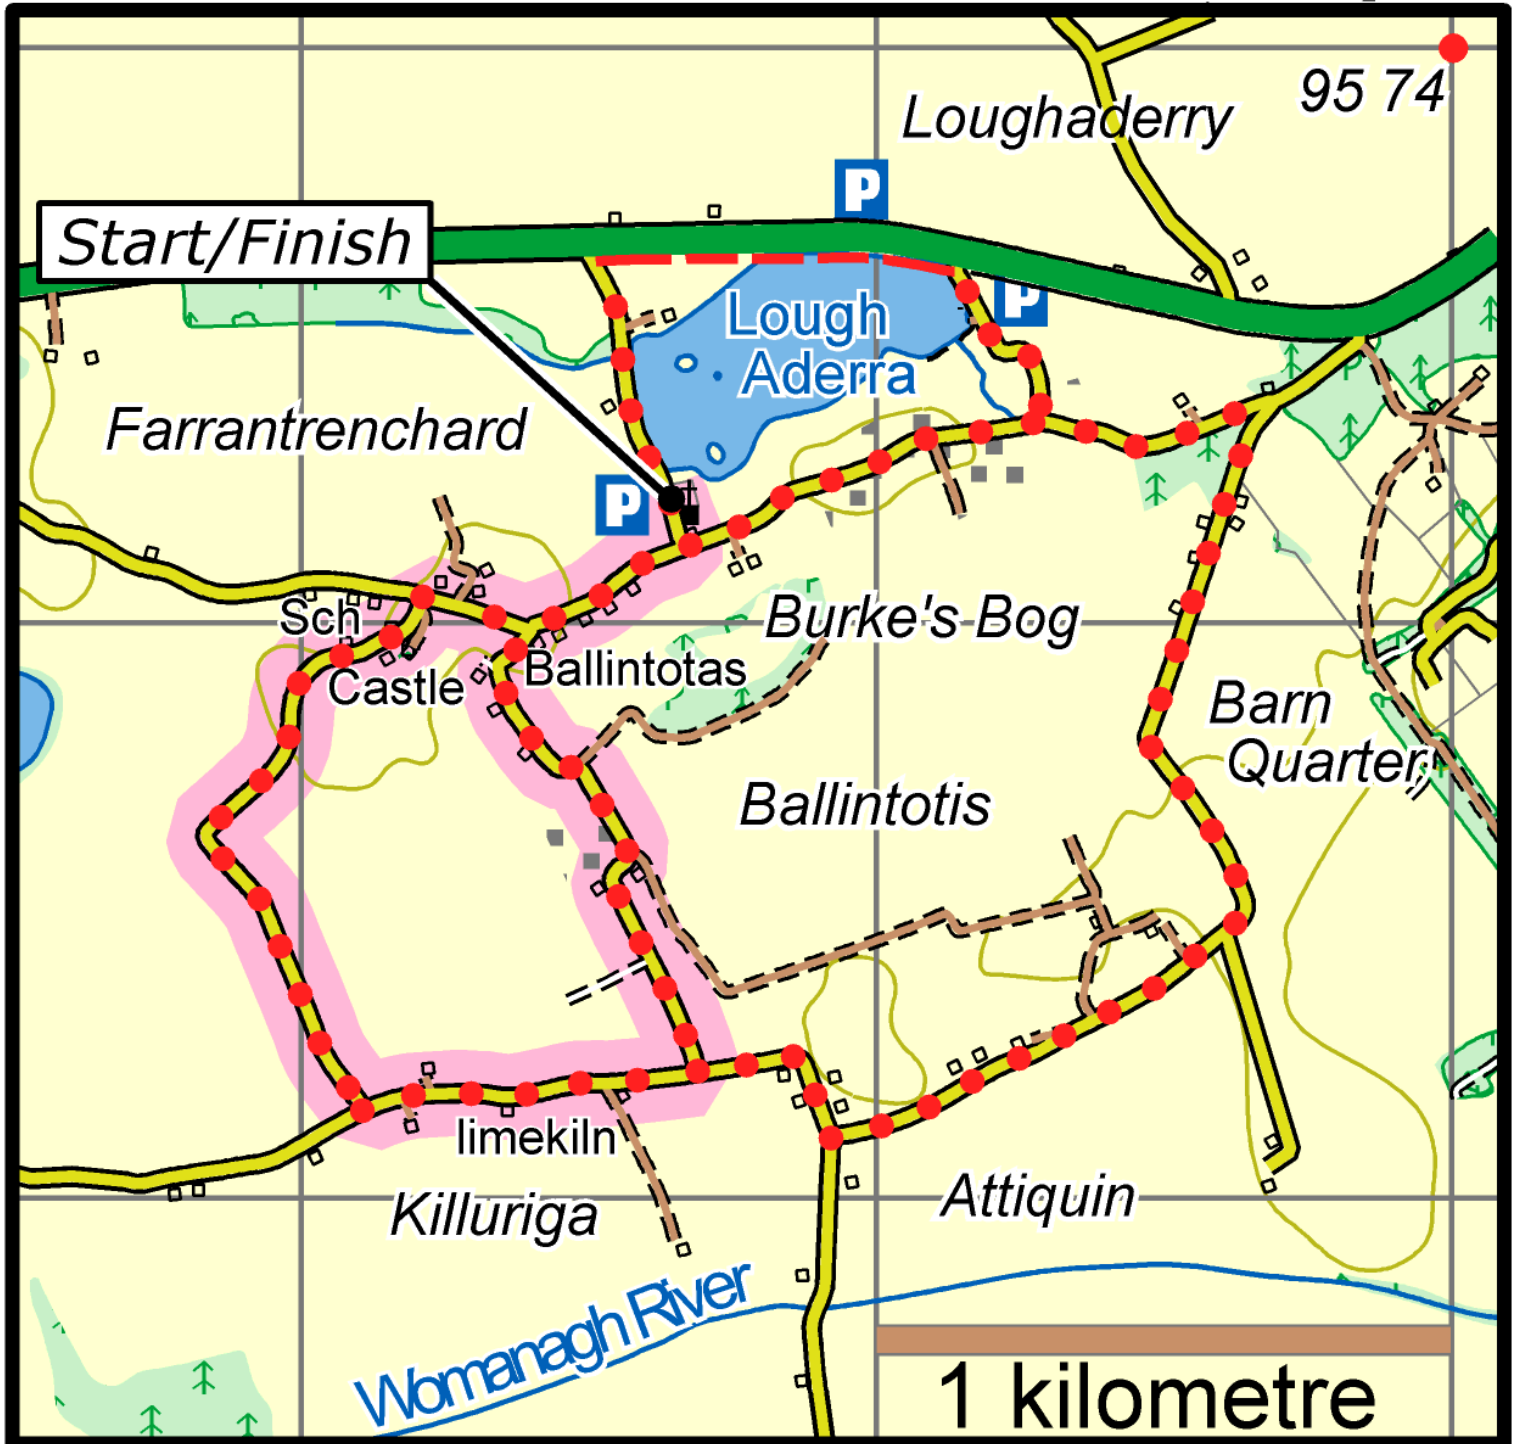 95 74
Loughaderry
P
Start/Finish
P
Lough
Aderra
Farrantrenchard
P
Sch
Burke's Bog
Castle
Ballintotas
Barn
Quarter
Ballintotis
limekiln
Killuriga
Attiquin
Womanagh River
1 kilometre